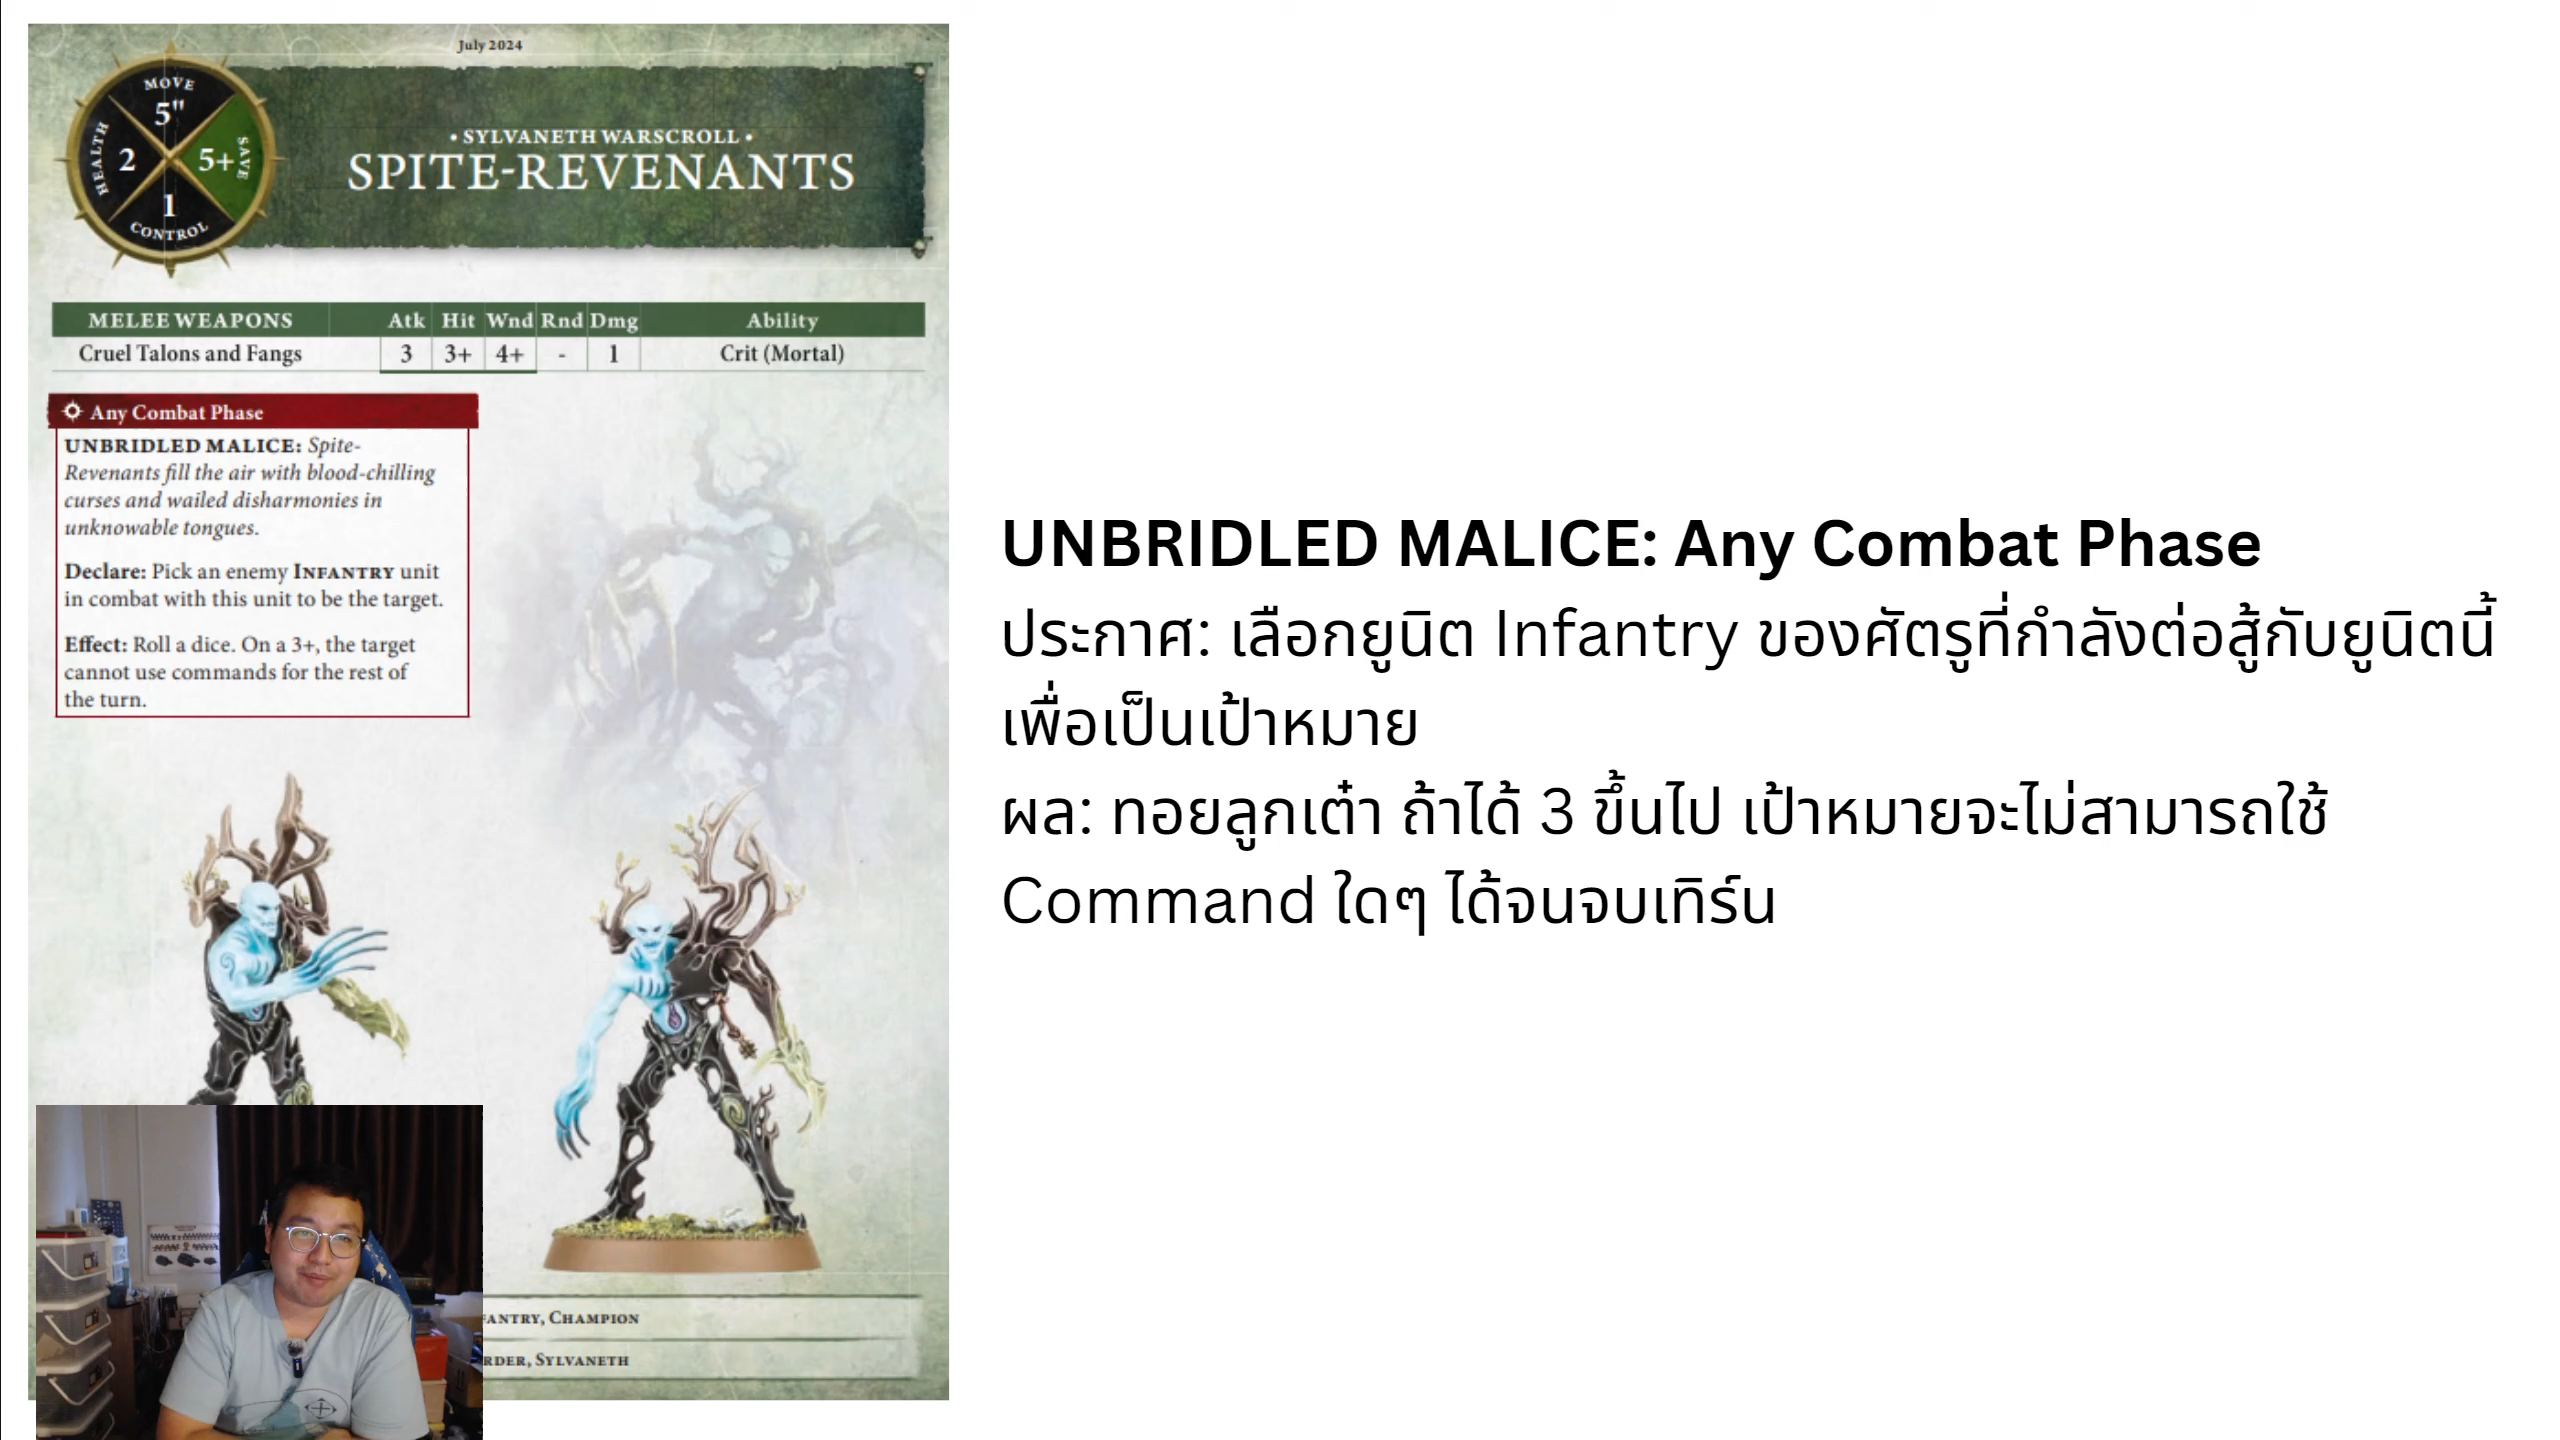 July 2024
MOVE
5"
HEALTH
2
5+
SAVE
1
CONTROL
• SYLVANETH WARSCROLL •
SPITE-REVENANTS
MELEE WEAPONS Atk Hit Wnd Rnd Dmg Ability
Cruel Talons and Fangs 3 3+ 4+ - 1 Crit (Mortal)
Any Combat Phase
UNBRIDLED MALICE: Spite-
Revenants fill the air with blood-chilling
curses and wailed disharmonies in
unknowable tongues.
Declare: Pick an enemy INFANTRY unit
in combat with this unit to be the target.
Effect: Roll a dice. On a 3+, the target
cannot use commands for the rest of
the turn.
ANTRY, CHAMPION
RDER, SYLVANETH
UNBRIDLED MALICE: Any Combat Phase
ประกาศ: เลือกยูนิต Infantry ของศัตรูที่กำลังต่อสู้กับยูนิตนี้
เพื่อเป็นเป้าหมาย
ผล: ทอยลูกเต๋า ถ้าได้ 3 ขึ้นไป เป้าหมายจะไม่สามารถใช้
Command ใดๆ ได้จนจบเทิร์น